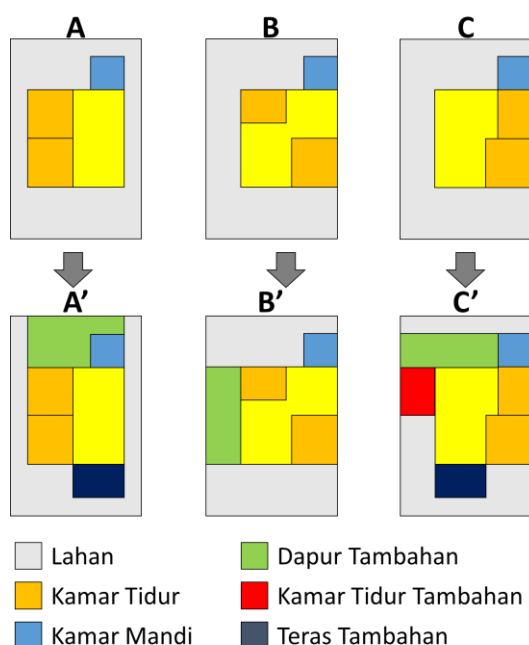 A B C
A’ B’ C’
Lahan Dapur Tambahan
Kamar Tidur Kamar Tidur Tambahan
Kamar Mandi Teras Tambahan